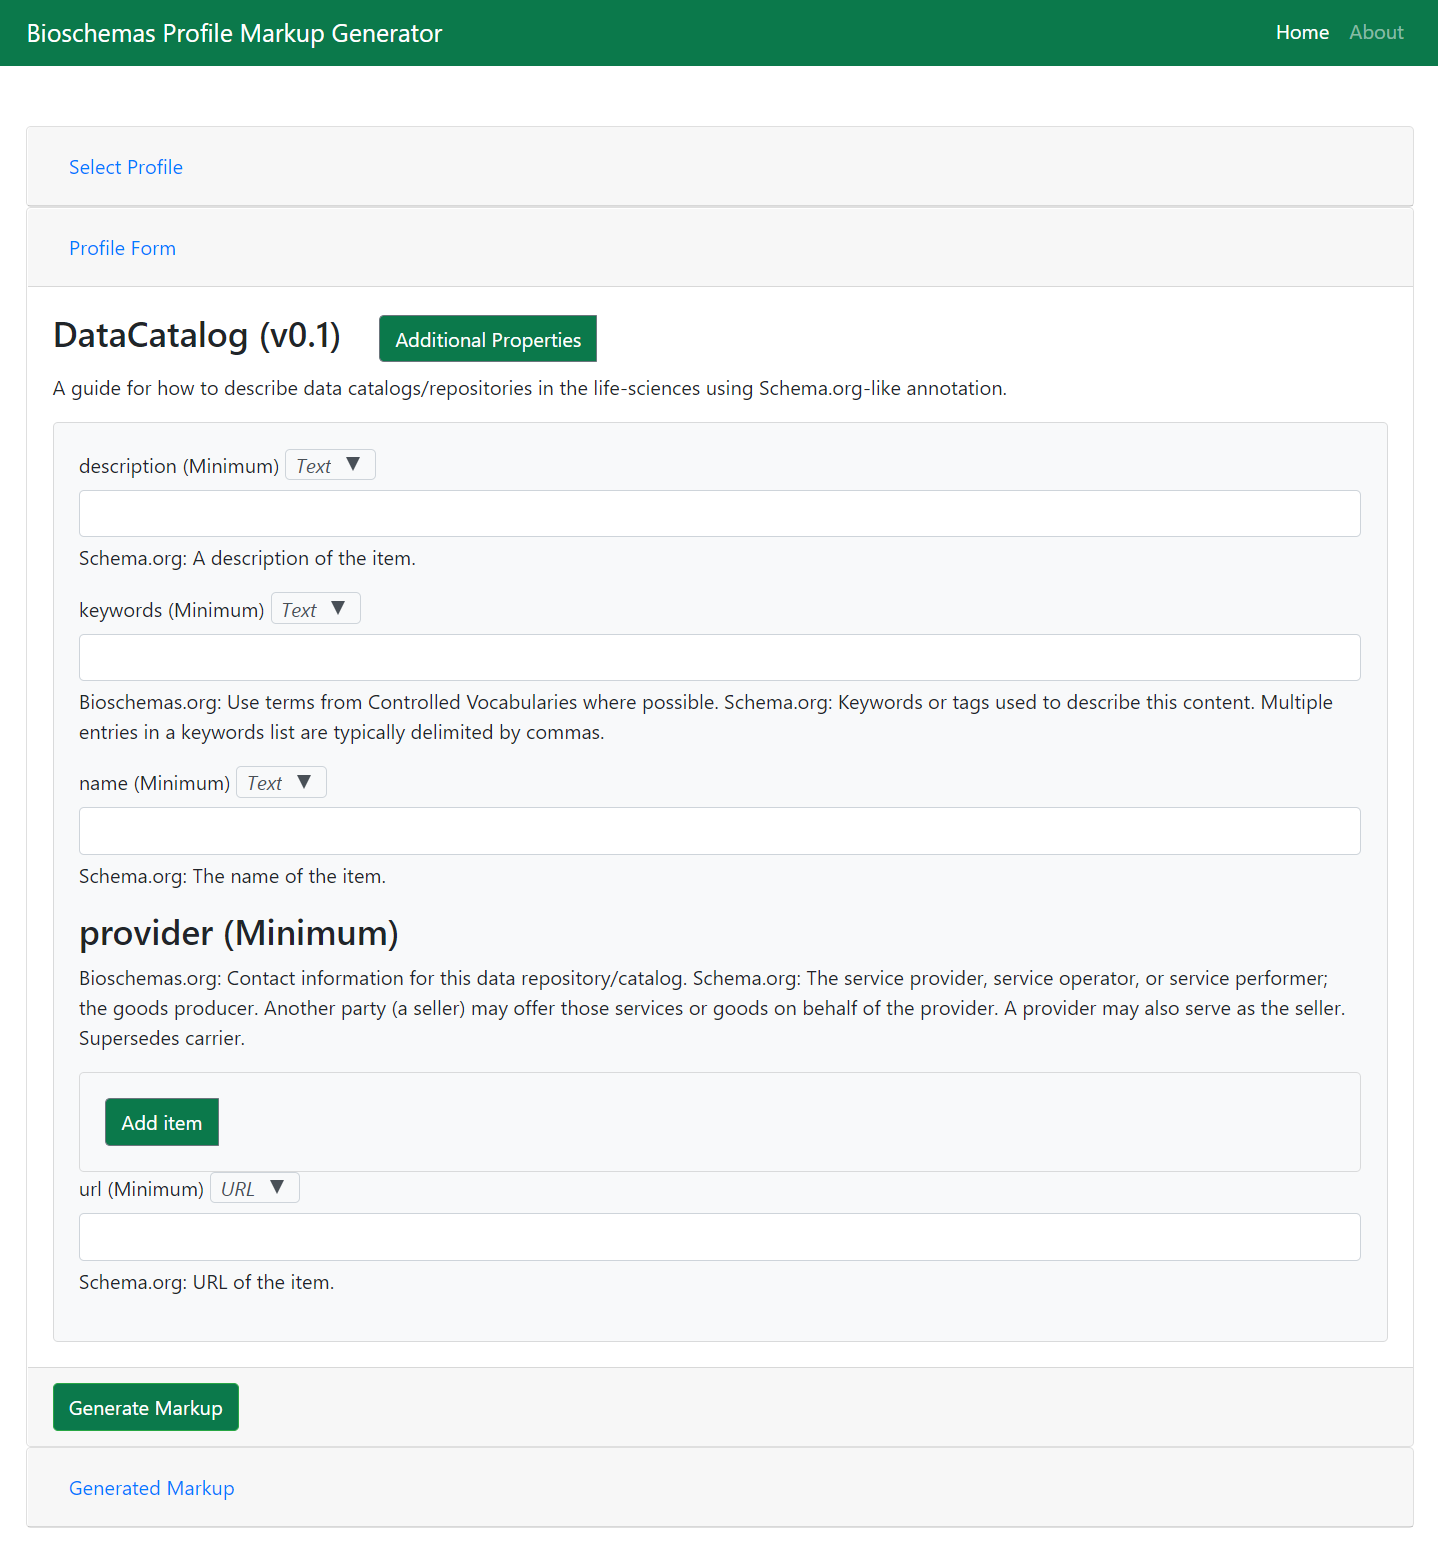 Bioschemas Profile Markup Generator
Home About
Select Profile
Profile Form
DataCatalog (v0.1)
Additional Properties
A guide for how to describe data catalogs/repositories in the life-sciences using Schema.org-like annotation.
description (Minimum) Text ▼
Schema.org: A description of the item.
keywords (Minimum) Text ▼
Bioschemas.org: Use terms from Controlled Vocabularies where possible. Schema.org: Keywords or tags used to describe this content. Multiple
entries in a keywords list are typically delimited by commas.
name (Minimum) Text ▼
Schema.org: The name of the item.
provider (Minimum)
Bioschemas.org: Contact information for this data repository/catalog. Schema.org: The service provider, service operator, or service performer;
the goods producer. Another party (a seller) may offer those services or goods on behalf of the provider. A provider may also serve as the seller.
Supersedes carrier.
Add item
url (Minimum) URL ▼
Schema.org: URL of the item.
Generate Markup
Generated Markup